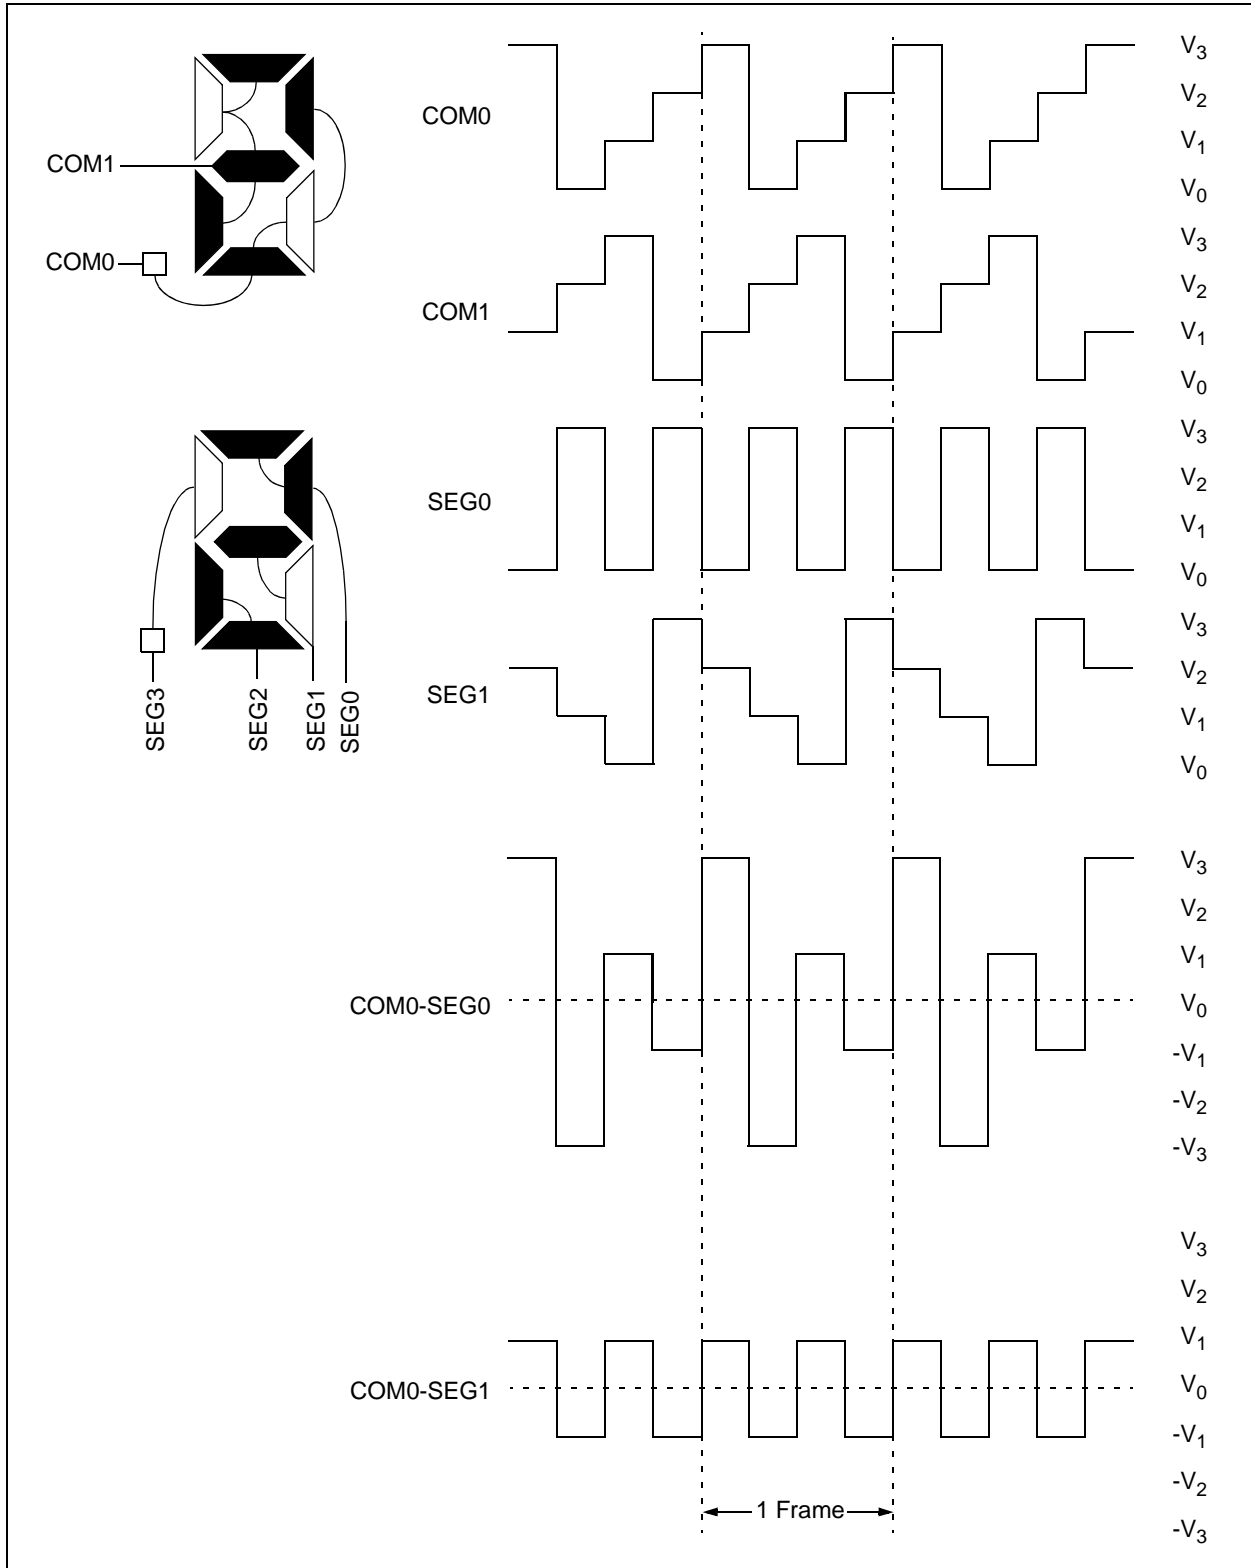 COM1
COM0
SEG3
SEG2
SEG1
SEG0
COM0
V3
V2
V1
V0
COM1
V3
V2
V1
V0
SEG0
V3
V2
V1
V0
SEG1
V3
V2
V1
V0
COM0-SEG0
V3
V2
V1
V0
-V1
-V2
-V3
COM0-SEG1
V3
V2
V1
V0
-V1
-V2
-V3
1 Frame